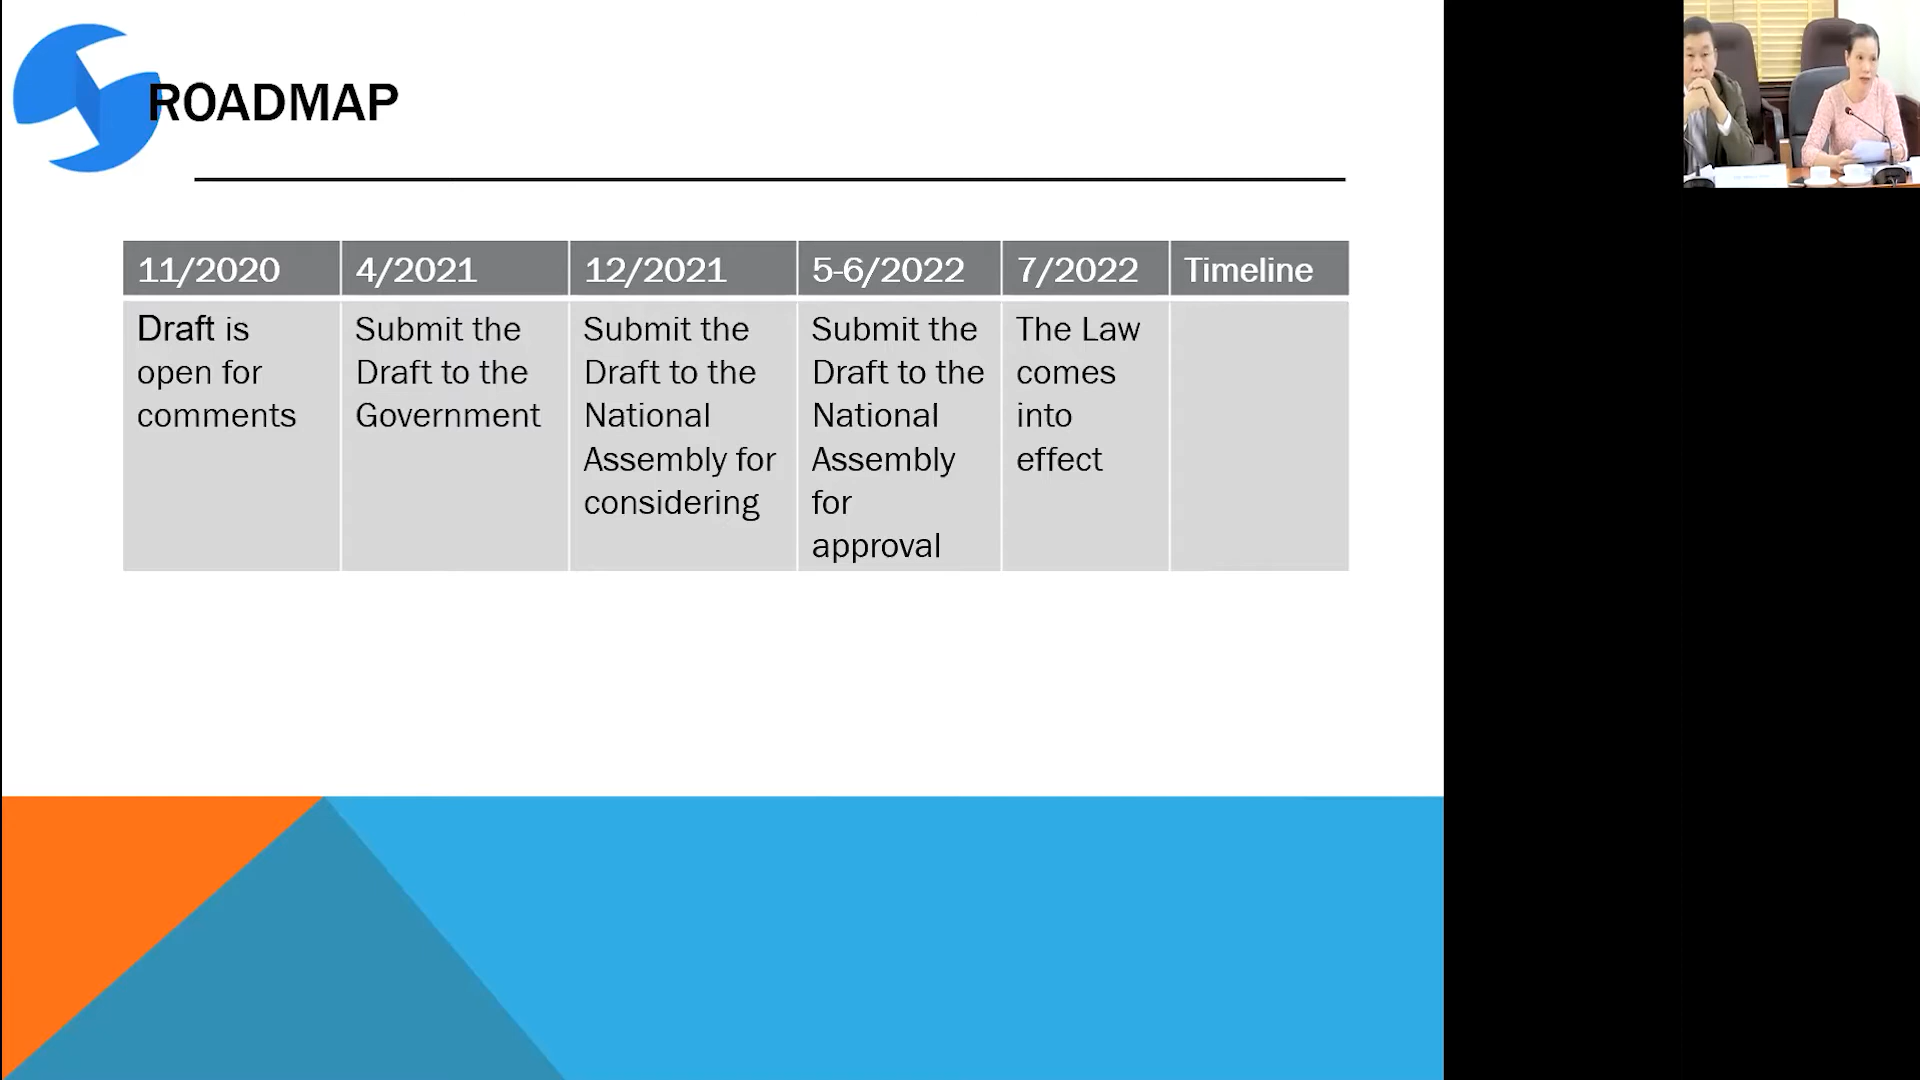 ROADMAP
11/2020 4/2021 12/2021 5-6/2022 7/2022 Timeline
Draft is
open for
comments
Submit the
Draft to the
Government
Submit the
Draft to the
National
Assembly for
considering
Submit the
Draft to the
National
Assembly
for
approval
The Law
comes
into
effect